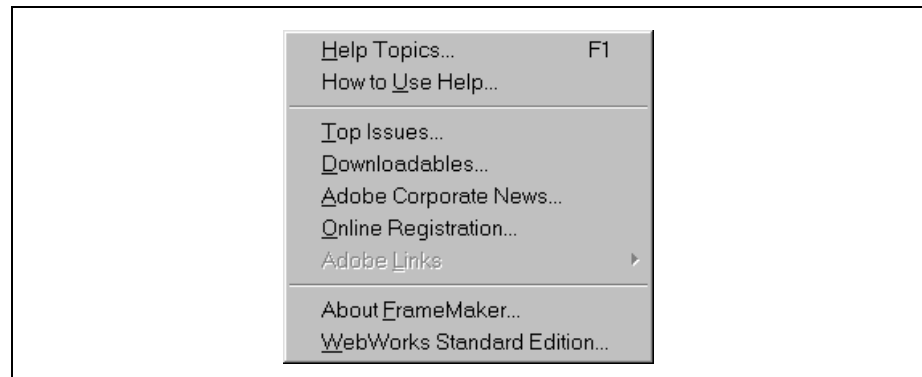 Help Topics... F1
How to Use Help...
Top Issues...
Downloadables...
Adobe Corporate News...
Online Registration...
Adobe Links
About FrameMaker...
WebWorks Standard Edition...